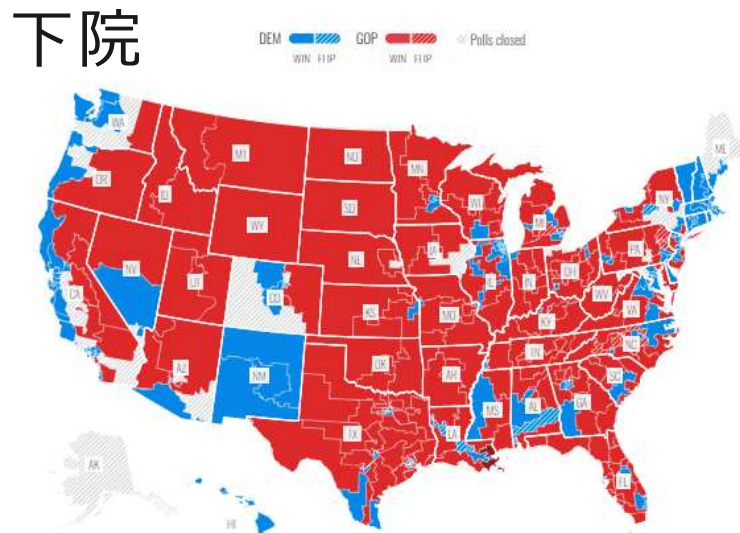 下院
DEM GOP Polls closed
WIN FLIP WIN FLIP
WA
ME
MT
ND
MN
OR
ID
WI
NY
SD
MI
WY
IA
PA
NE
NV
IL
IN
OH
UT
CO
WV
CA
KS
MO
VA
KY
NC
TN
AZ
OK
NM
AR
SC
MS
AL
GA
TX
LA
AK
FL
HI